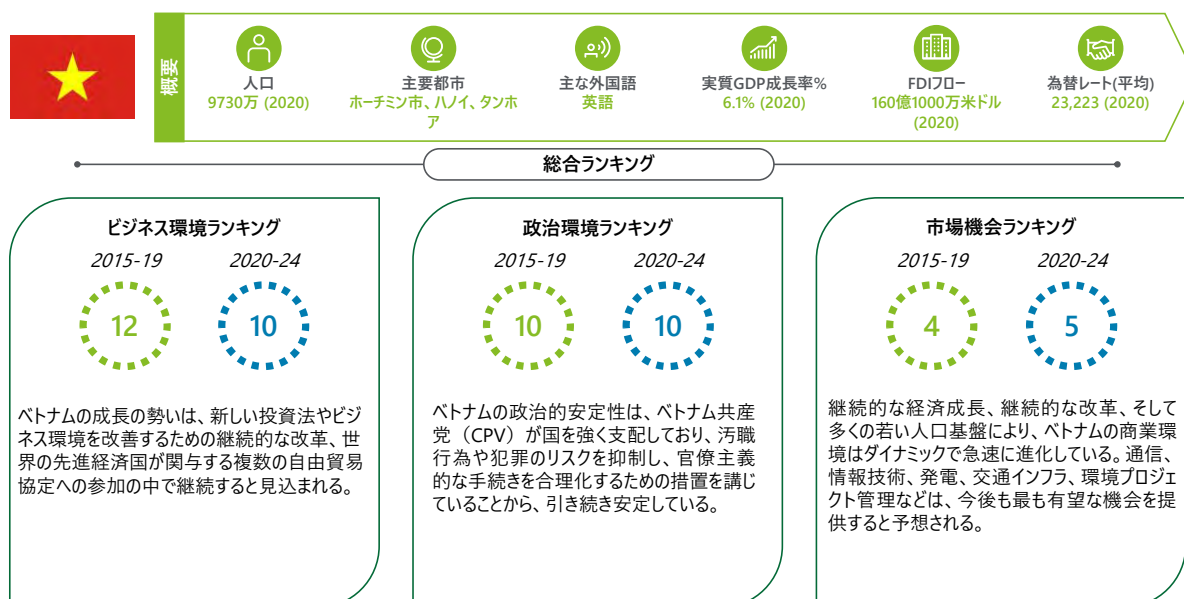 概要
人口
9730万 (2020)
主要都市
ホーチミン市、ハノイ、タンホ
ア
主な外国語
英語
実質GDP成長率%
6.1% (2020)
FDIフロー
160億1000万米ドル
(2020)
為替レート(平均)
23,223 (2020)
総合ランキング
ビジネス環境ランキング
2015-19 2020-24
12 10
ベトナムの成長の勢いは、新しい投資法やビジ
ネス環境を改善するための継続的な改革、世
界の先進経済国が関与する複数の自由貿易
協定への参加の中で継続すると見込まれる。
政治環境ランキング
2015-19 2020-24
10 10
ベトナムの政治的安定性は、ベトナム共産
党（CPV）が国を強く支配しており、汚職
行為や犯罪のリスクを抑制し、官僚主義
的な手続きを合理化するための措置を講じ
ていることから、引き続き安定している。
市場機会ランキング
2015-19 2020-24
4 5
継続的な経済成長、継続的な改革、そして
多くの若い人口基盤により、ベトナムの商業環
境はダイナミックで急速に進化している。通信、
情報技術、発電、交通インフラ、環境プロジェ
クト管理などは、今後も最も有望な機会を提
供すると予想される。